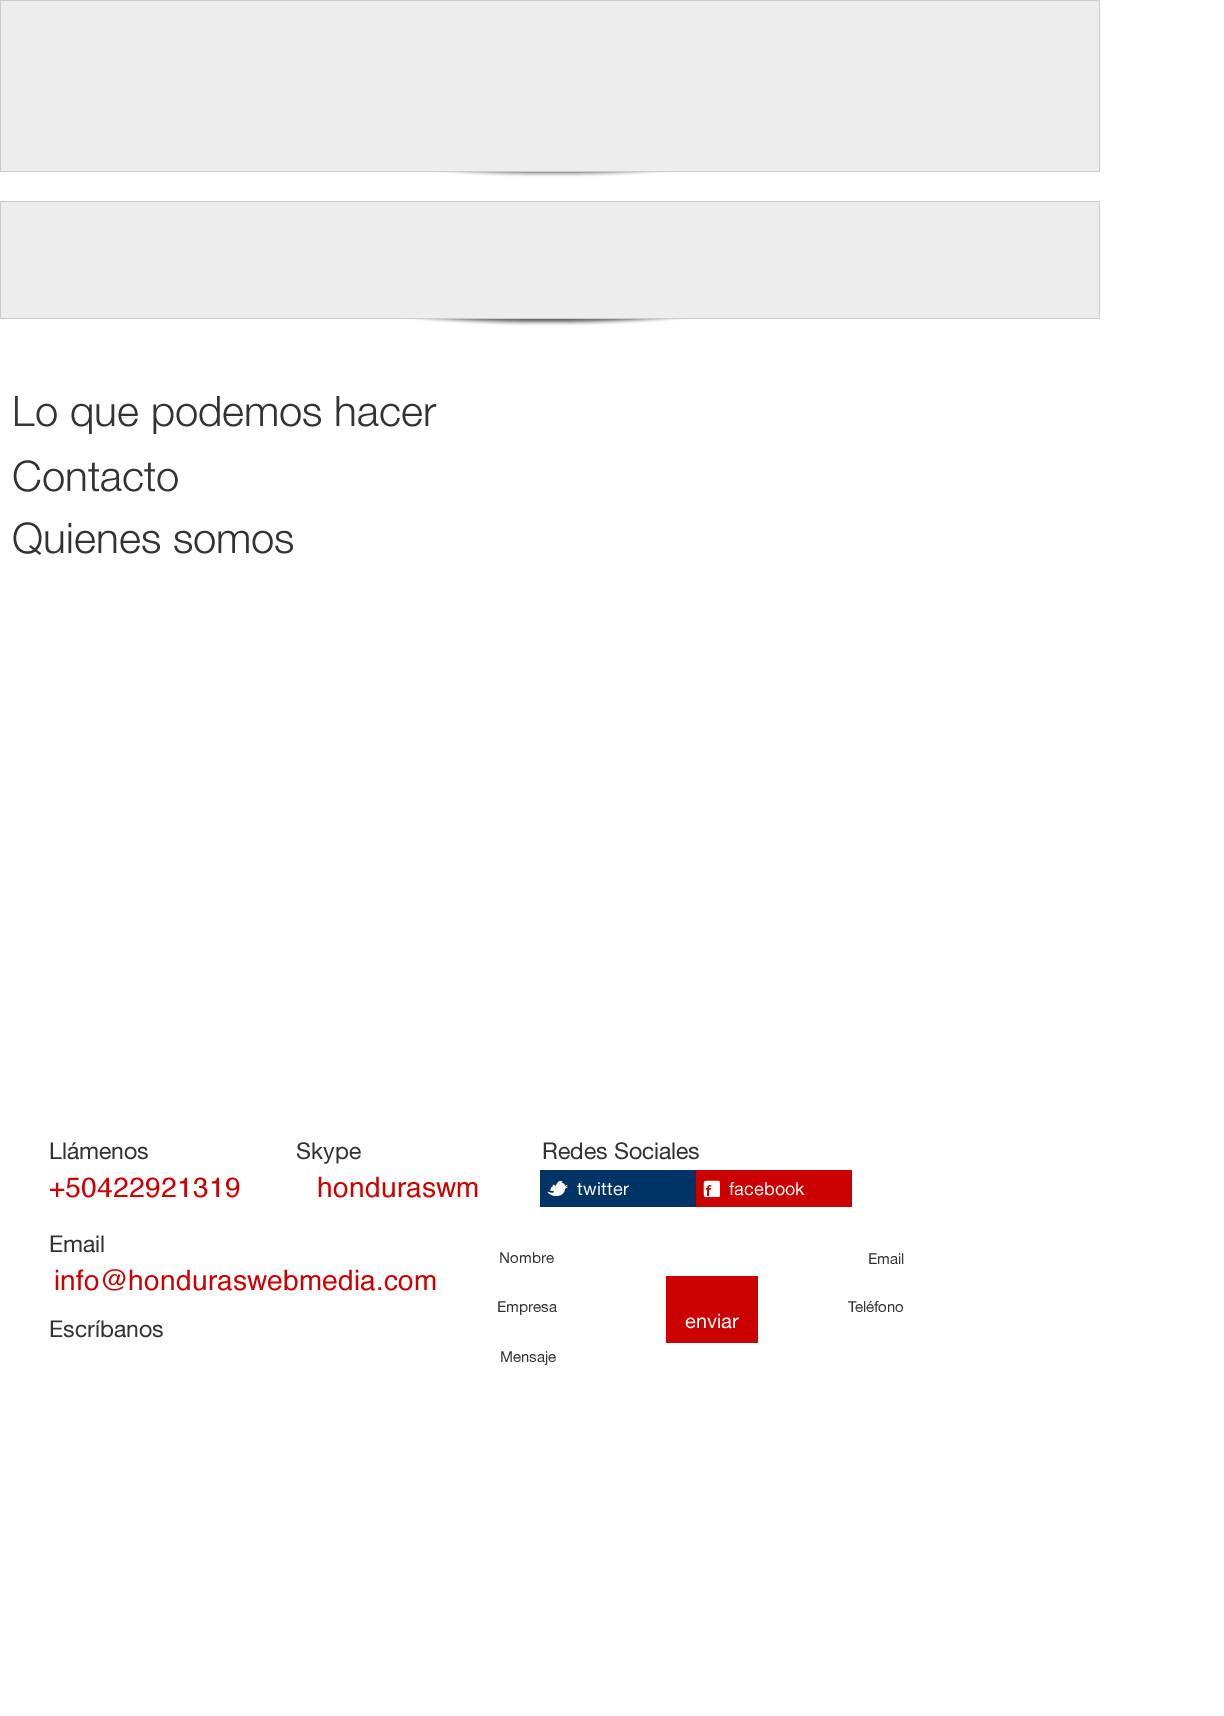 Lo que podemos hacer
Contacto
Quienes somos
Llámenos
+50422921319
Skype
honduraswm
Redes Sociales
twitter
facebook
Email
info@honduraswebmedia.com
Escríbanos
Nombre
Email
Empresa
enviar
Teléfono
Mensaje